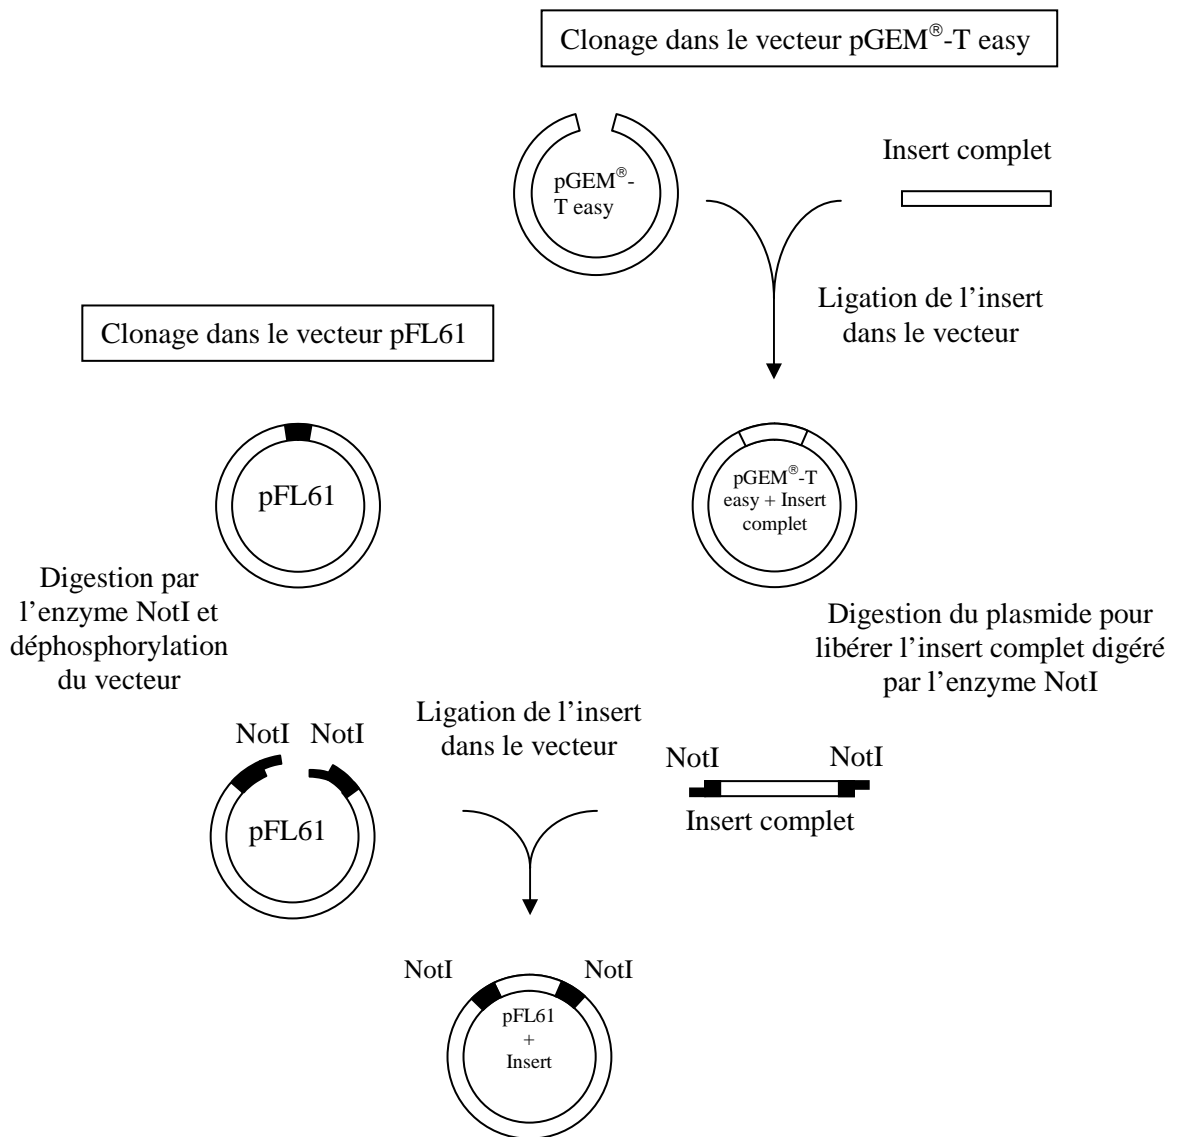 Clonage dans le vecteur pGEM®-T easy
pGEM®-
T easy
Insert complet
Ligation de l’insert
dans le vecteur
Clonage dans le vecteur pFL61
pFL61
pGEM®-T
easy + Insert
complet
Digestion par
l’enzyme NotI et
déphosphorylation
du vecteur
Digestion du plasmide pour
libérer l’insert complet digéré
par l’enzyme NotI
NotI NotI
pFL61
Ligation de l’insert
dans le vecteur
NotI NotI
Insert complet
NotI NotI
pFL61
+
Insert